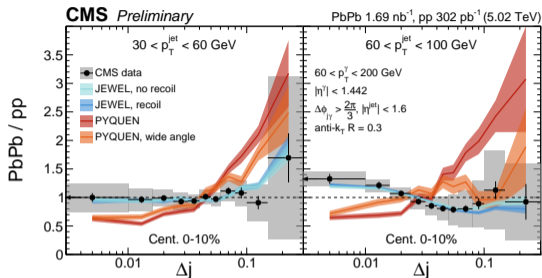 CMS Preliminary
PbPb 1.69 nb⁻¹, pp 302 pb⁻¹ (5.02 TeV)
30 < p_T^jet < 60 GeV
CMS data
JEWEL, no recoil
JEWEL, recoil
PYQUEN
PYQUEN, wide angle
Cent. 0-10%
60 < p_T^jet < 100 GeV
60 < p_T^γ < 200 GeV
|η^γ| < 1.442
Δφ_jγ > 2π/3, |η^jet| < 1.6
anti-k_T R = 0.3
Cent. 0-10%
PbPb / pp
3.5
3
2.5
2
1.5
1
0.5
0
0.01
0.1
0.01
0.1
Δj
Δj